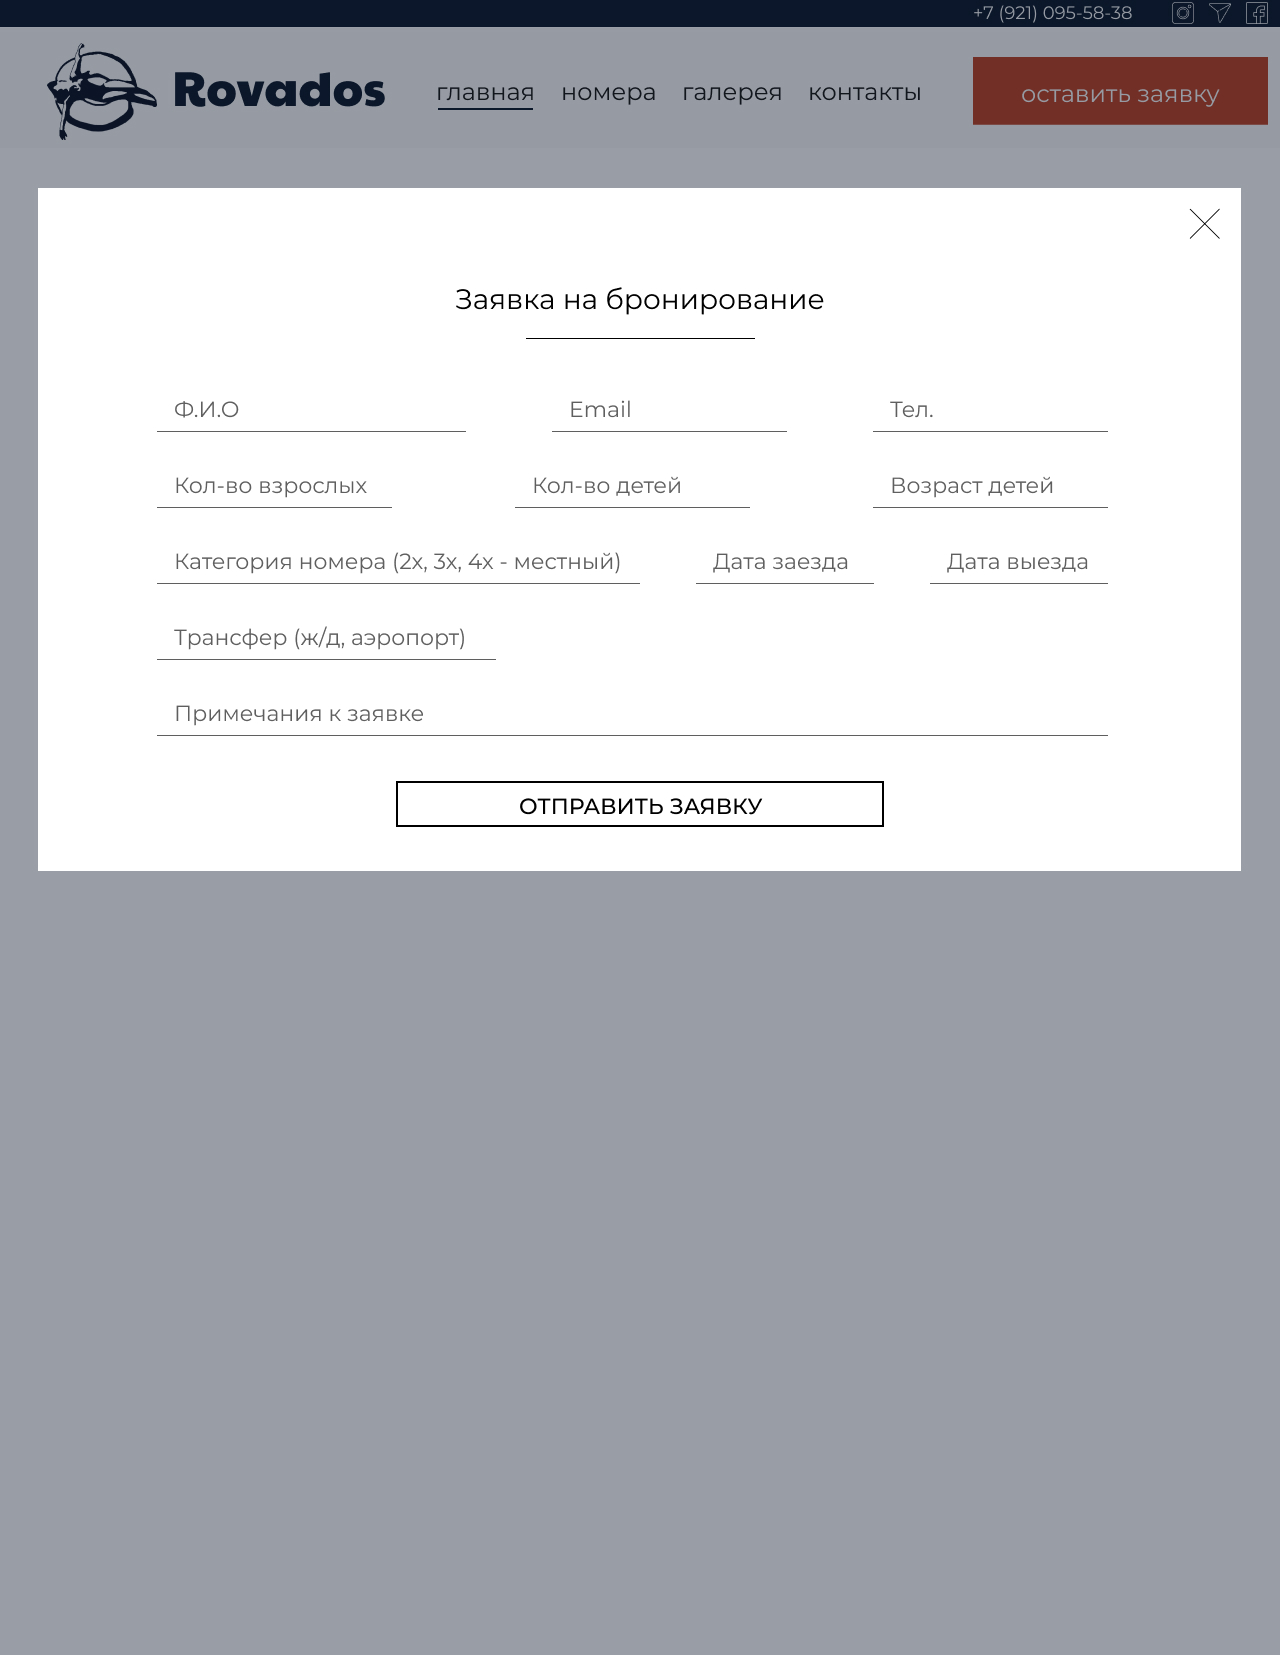 +7 (921) 095-58-38
Rovados
главная номера галерея контакты
оставить заявку
Заявка на бронирование
Ф.И.О Email Тел.
Кол-во взрослых Кол-во детей Возраст детей
Категория номера (2х, 3х, 4х - местный) Дата заезда Дата выезда
Трансфер (ж/д, аэропорт)
Примечания к заявке
ОТПРАВИТЬ ЗАЯВКУ